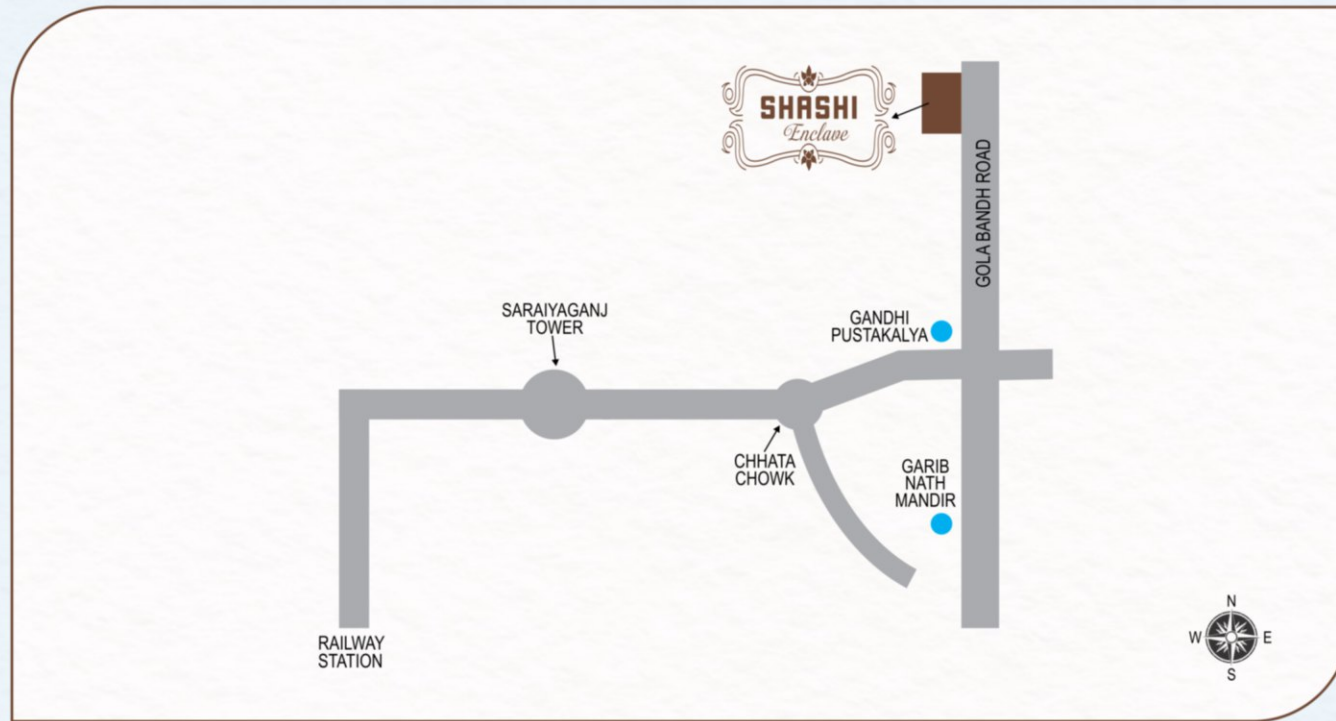 SHASHI
Enclave
GOLA BANDH ROAD
SARAIYAGANJ
TOWER
GANDHI
PUSTAKALYA
CHHATA
CHOWK
GARIB
NATH
MANDIR
RAILWAY
STATION
N
W
E
S